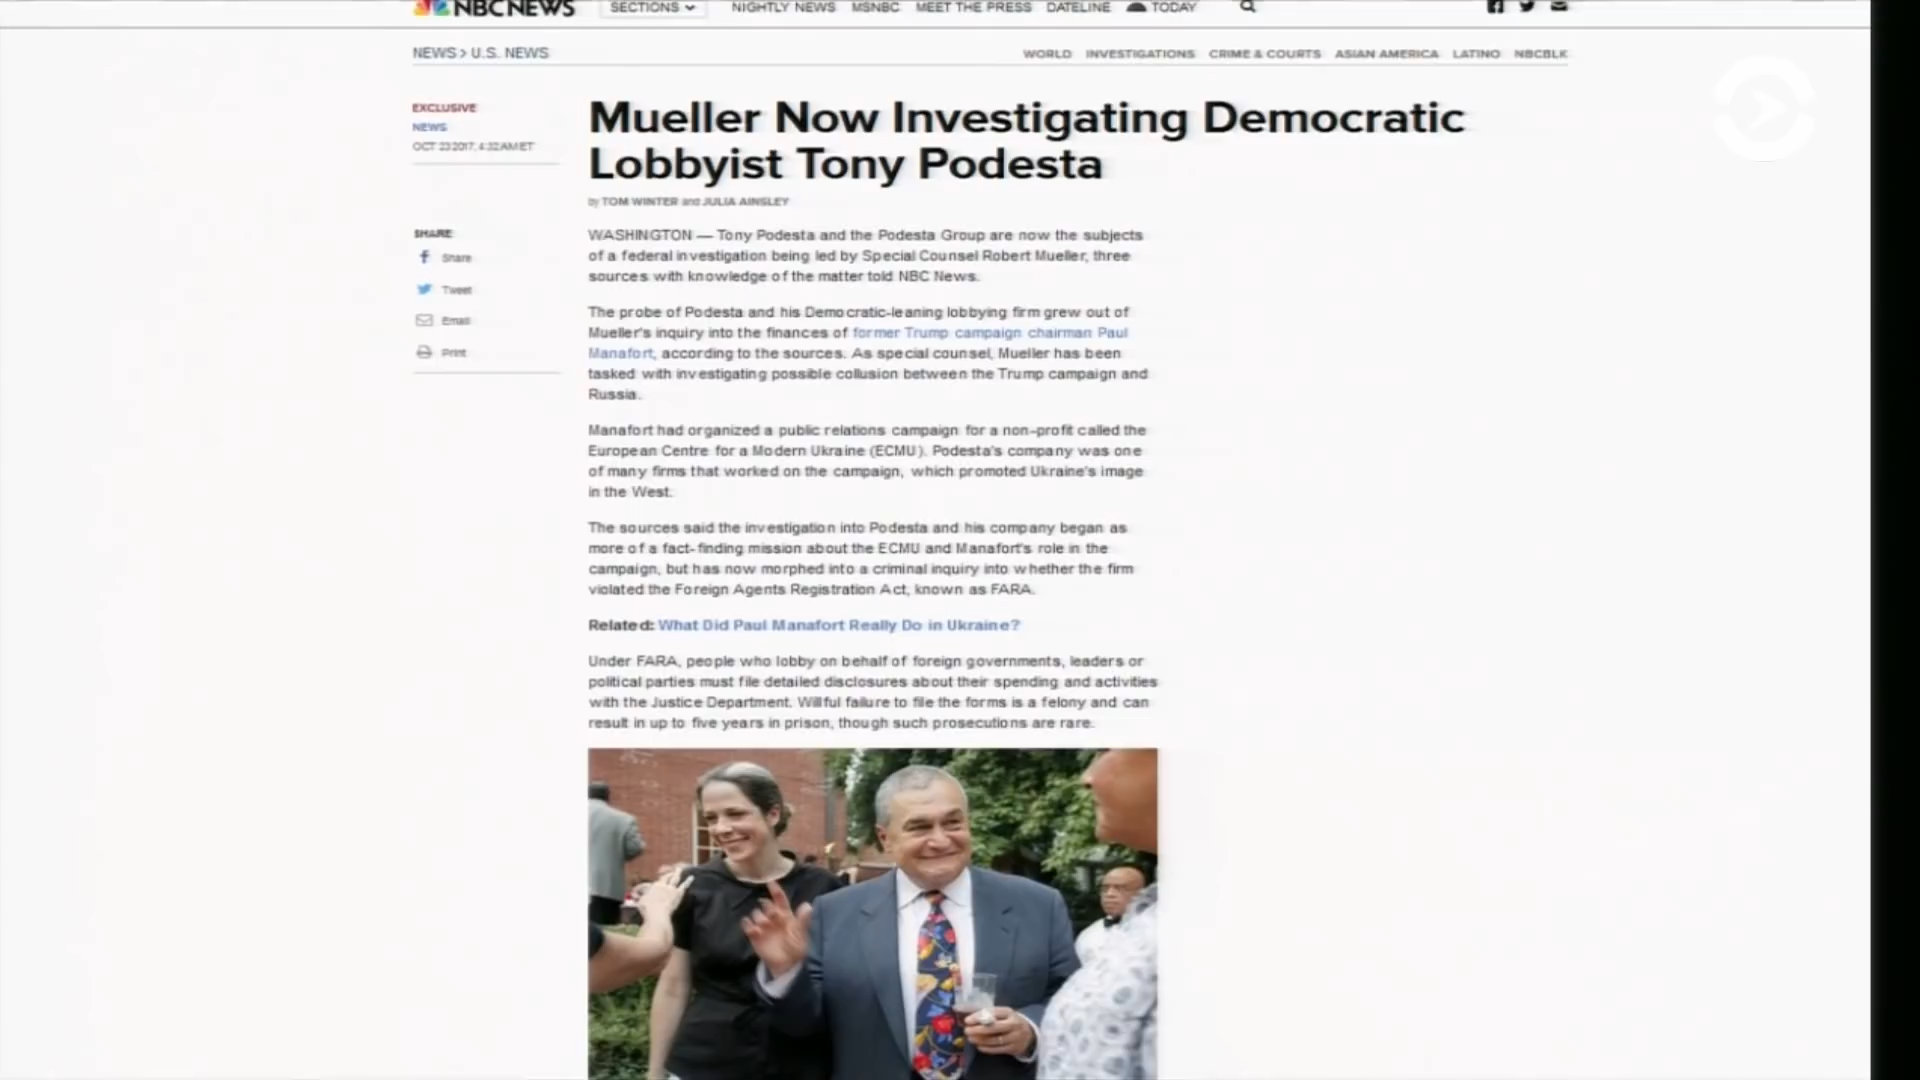 NBC NEWS SECTIONS NIGHTLY NEWS MSNBC MEET THE PRESS DATELINE TODAY
NEWS > U.S. NEWS WORLD INVESTIGATIONS CRIME & COURTS ASIAN AMERICA LATINO NBCBLK
EXCLUSIVE
NEWS
OCT 23 2017, 4:32 AM ET
SHARE
Share
Tweet
Email
Print
Mueller Now Investigating Democratic
Lobbyist Tony Podesta
by TOM WINTER and JULIA AINSLEY
WASHINGTON — Tony Podesta and the Podesta Group are now the subjects
of a federal investigation being led by Special Counsel Robert Mueller, three
sources with knowledge of the matter told NBC News.
The probe of Podesta and his Democratic-leaning lobbying firm grew out of
Mueller's inquiry into the finances of former Trump campaign chairman Paul
Manafort, according to the sources. As special counsel, Mueller has been
tasked with investigating possible collusion between the Trump campaign and
Russia.
Manafort had organized a public relations campaign for a non-profit called the
European Centre for a Modern Ukraine (ECMU). Podesta's company was one
of many firms that worked on the campaign, which promoted Ukraine's image
in the West.
The sources said the investigation into Podesta and his company began as
more of a fact-finding mission about the ECMU and Manafort's role in the
campaign, but has now morphed into a criminal inquiry into whether the firm
violated the Foreign Agents Registration Act, known as FARA.
Related: What Did Paul Manafort Really Do in Ukraine?
Under FARA, people who lobby on behalf of foreign governments, leaders or
political parties must file detailed disclosures about their spending and activities
with the Justice Department. Willful failure to file the forms is a felony and can
result in up to five years in prison, though such prosecutions are rare.